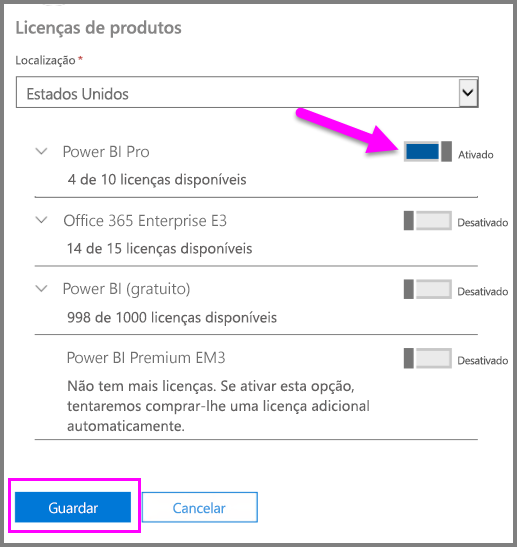 Licenças de produtos
Localização *
Estados Unidos
Power BI Pro
Ativado
4 de 10 licenças disponíveis
Office 365 Enterprise E3
Desativado
14 de 15 licenças disponíveis
Power BI (gratuito)
Desativado
998 de 1000 licenças disponíveis
Power BI Premium EM3
Desativado
Não tem mais licenças. Se ativar esta opção,
tentaremos comprar-lhe uma licença adicional
automaticamente.
Guardar
Cancelar